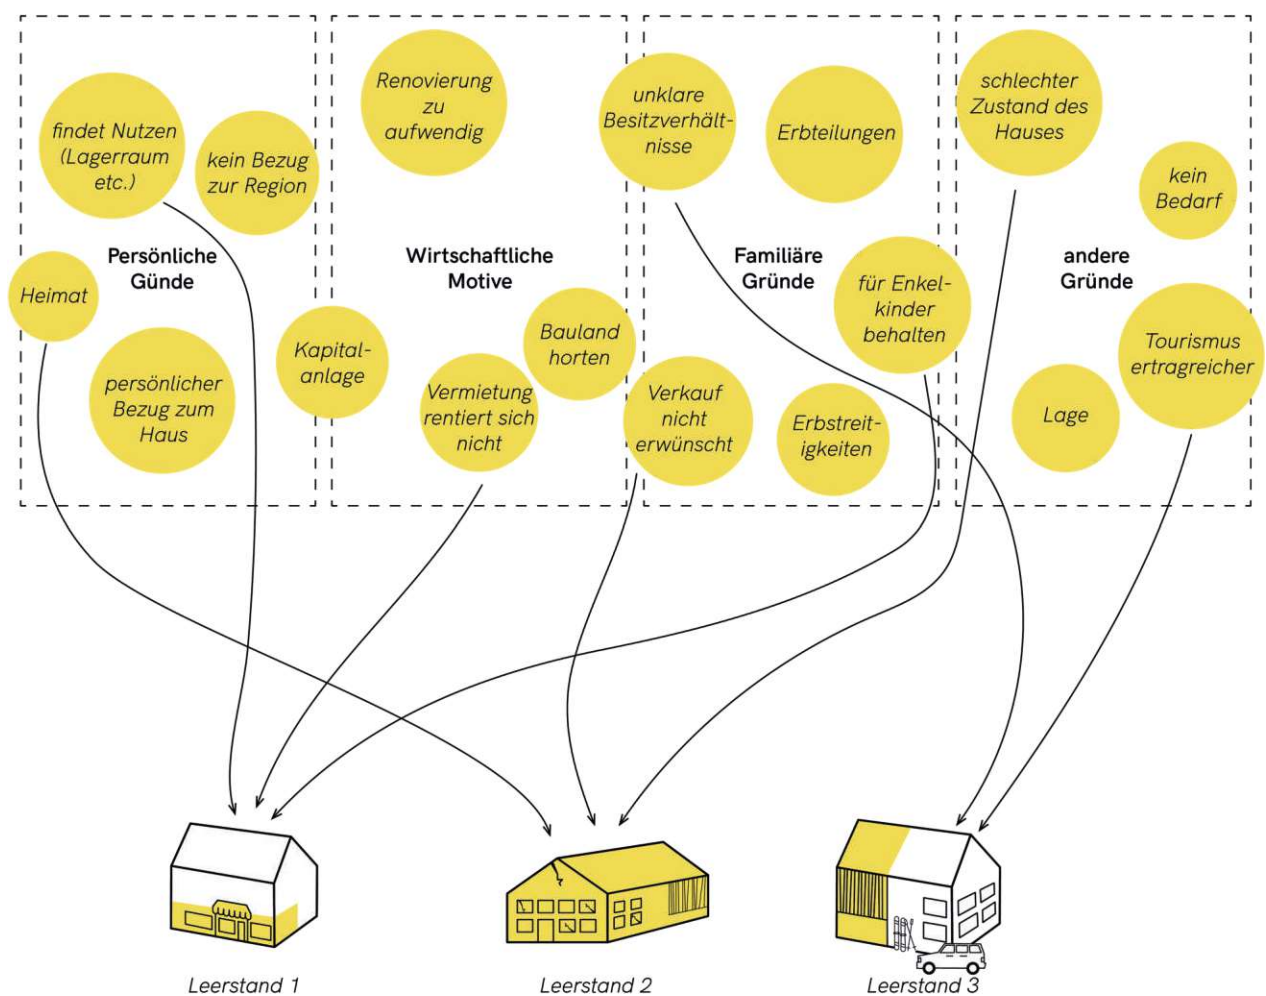 findet Nutzen
(Lagerraum
etc.)
kein Bezug
zur Region
Persönliche
Günde
Heimat
persönlicher
Bezug zum
Haus
Renovierung
zu
aufwendig
Wirtschaftliche
Motive
Kapital-
anlage
Bauland
horten
Vermietung
rentiert sich
nicht
unklare
Besitzverhält-
nisse
Erbteilungen
Familiäre
Gründe
für Enkel-
kinder
behalten
Verkauf
nicht
erwünscht
Erbstreit-
igkeiten
schlechter
Zustand des
Hauses
kein
Bedarf
andere
Gründe
Tourismus
ertragreicher
Lage
Leerstand 1
Leerstand 2
Leerstand 3